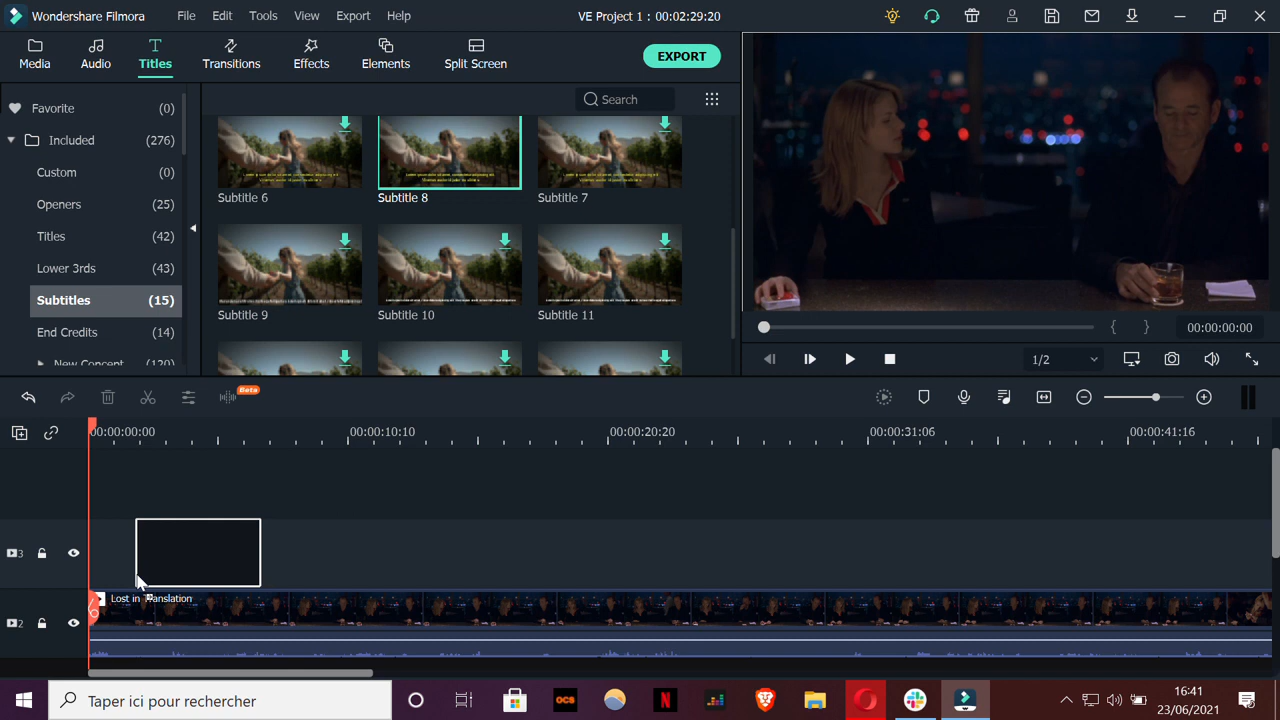 Wondershare Filmora File Edit Tools View Export Help VE Project 1 : 00:02:29:20
Media Audio Titles Transitions Effects Elements Split Screen EXPORT
Favorite (0)
Search
Included (276)
Custom (0)
Openers (25)
Titles (42)
Lower 3rds (43)
Subtitles (15)
End Credits (14)
New Concept (120)
Subtitle 6 Subtitle 8 Subtitle 7
Subtitle 9 Subtitle 10 Subtitle 11
{ } 00:00:00:00
1/2
Beta
00:00:00:00 00:00:10:10 00:00:20:20 00:00:31:06 00:00:41:16
3
Lost in Translation
2
Taper ici pour rechercher
OCS
N
16:41
23/06/2021